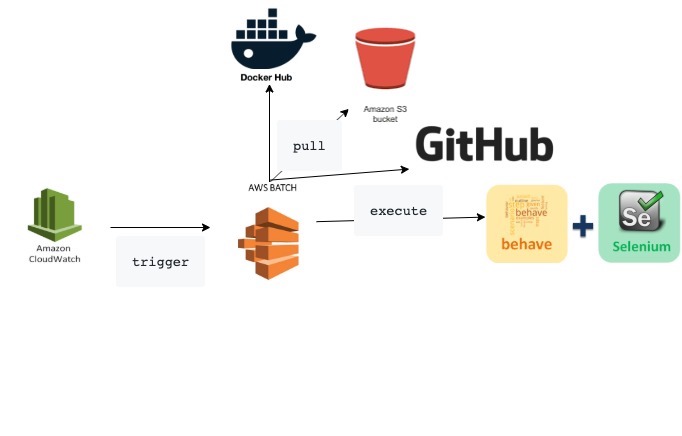 Docker Hub
Amazon S3
bucket
pull
GitHub
AWS BATCH
execute
behave
behave
Se
Selenium
Amazon
CloudWatch
trigger